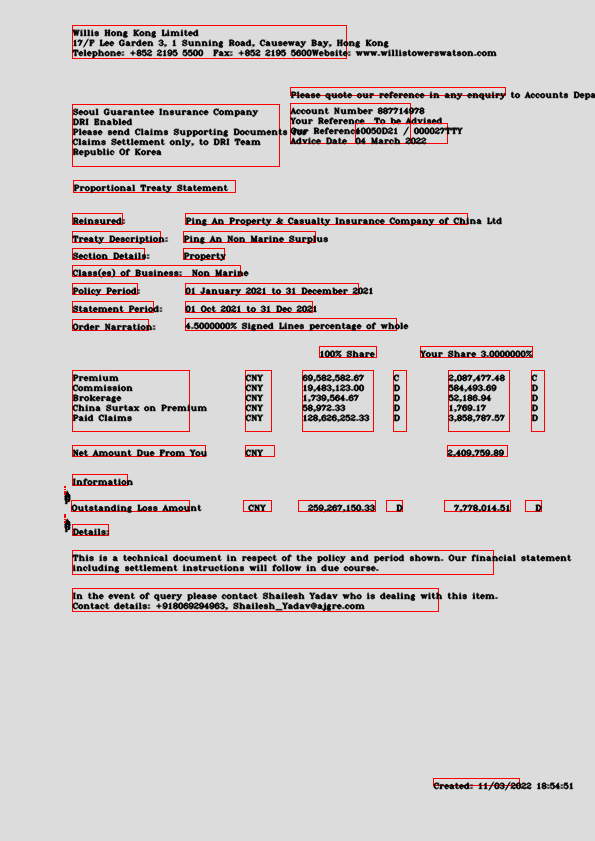 Willis Hong Kong Limited
17/F Lee Garden 3, 1 Sunning Road, Causeway Bay, Hong Kong
Telephone: +852 2195 5500 Fax: +852 2195 5600Website: www.willistowerswatson.com
Please quote our reference in any enquiry to Accounts Depa
Seoul Guarantee Insurance Company
DRI Enabled
Please send Claims Supporting Documents for
Claims Settlement only, to DRI Team
Republic Of Korea
Account Number 887714978
Your Reference To be Advised
Our Reference 10050D21 / 000027TTY
Advice Date 04 March 2022
Proportional Treaty Statement
Reinsured: Ping An Property & Casualty Insurance Company of China Ltd
Treaty Description: Ping An Non Marine Surplus
Section Details: Property
Class(es) of Business: Non Marine
Policy Period: 01 January 2021 to 31 December 2021
Statement Period: 01 Oct 2021 to 31 Dec 2021
Order Narration: 4.5000000% Signed Lines percentage of whole
100% Share Your Share 3.0000000%
Premium CNY 69,582,582.67 C 2,087,477.48 C
Commission CNY 19,483,123.00 D 584,493.69 D
Brokerage CNY 1,739,564.67 D 52,186.94 D
China Surtax on Premium CNY 58,972.33 D 1,769.17 D
Paid Claims CNY 128,626,252.33 D 3,858,787.57 D
Net Amount Due From You CNY 2,409,759.89
Information
Outstanding Loss Amount CNY 259,267,150.33 D 7,778,014.51 D
Details:
This is a technical document in respect of the policy and period shown. Our financial statement
including settlement instructions will follow in due course.
In the event of query please contact Shailesh Yadav who is dealing with this item.
Contact details: +918069294963, Shailesh_Yadav@ajgre.com
Created: 11/03/2022 18:54:51